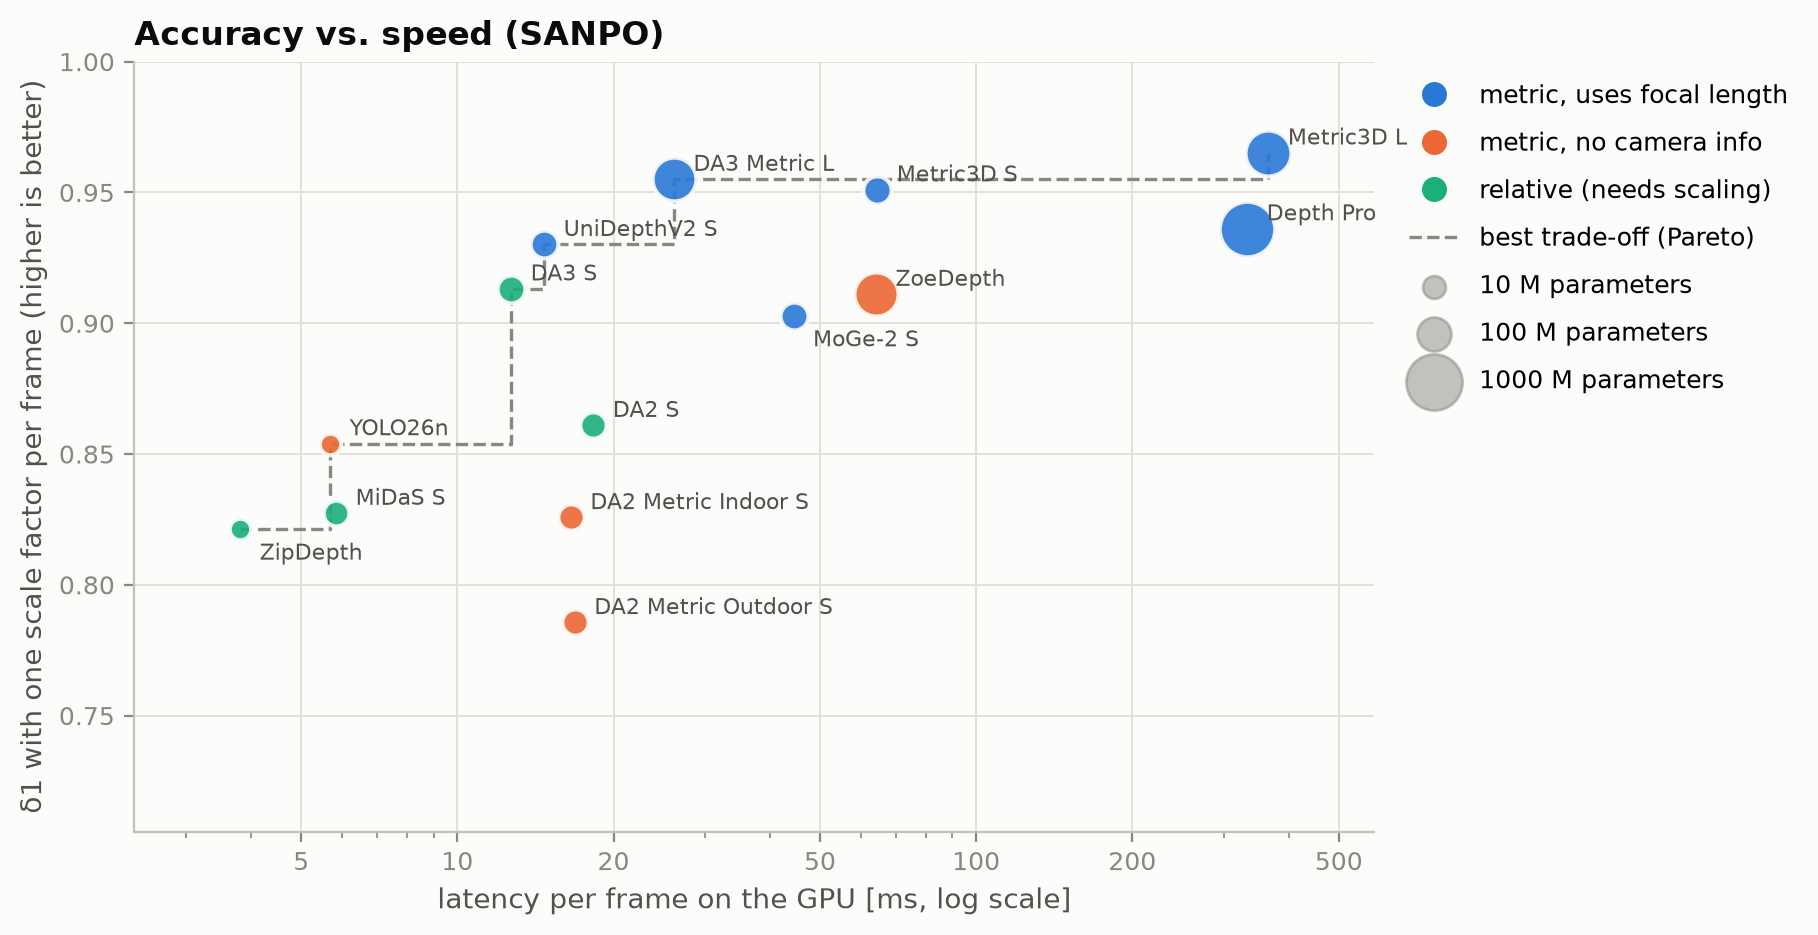 Accuracy vs. speed (SANPO)
δ1 with one scale factor per frame (higher is better)
1.00
0.95
0.90
0.85
0.80
0.75
Metric3D L
DA3 Metric L
Metric3D S
Depth Pro
UniDepthV2 S
DA3 S
ZoeDepth
MoGe-2 S
DA2 S
YOLO26n
MiDaS S
DA2 Metric Indoor S
ZipDepth
DA2 Metric Outdoor S
5
10
20
50
100
200
500
latency per frame on the GPU [ms, log scale]
metric, uses focal length
metric, no camera info
relative (needs scaling)
best trade-off (Pareto)
10 M parameters
100 M parameters
1000 M parameters